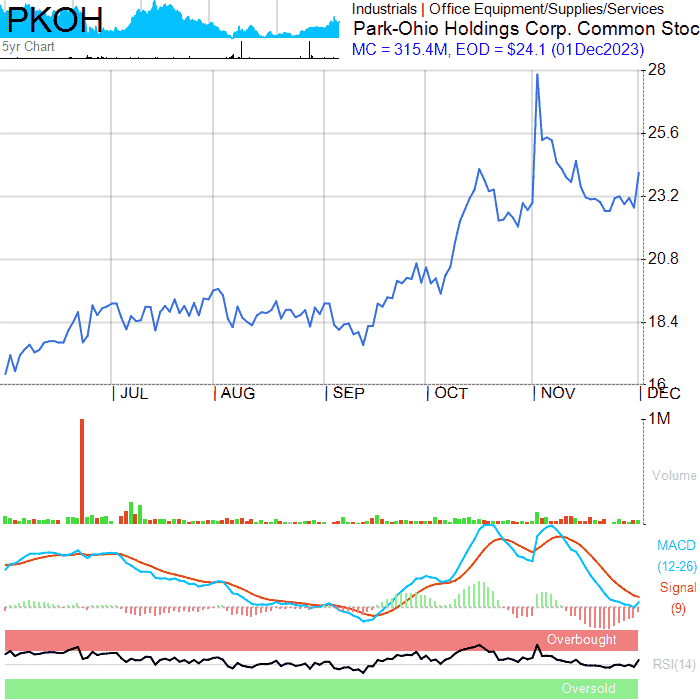 PKOH
Industrials | Office Equipment/Supplies/Services
Park-Ohio Holdings Corp. Common Stoc
5yr Chart
MC = 315.4M, EOD = $24.1 (01Dec2023)
28
25.6
23.2
20.8
18.4
16
JUL AUG SEP OCT NOV DEC
1M
Volume
MACD
(12-26)
Signal
(9)
Overbought
RSI(14)
Oversold